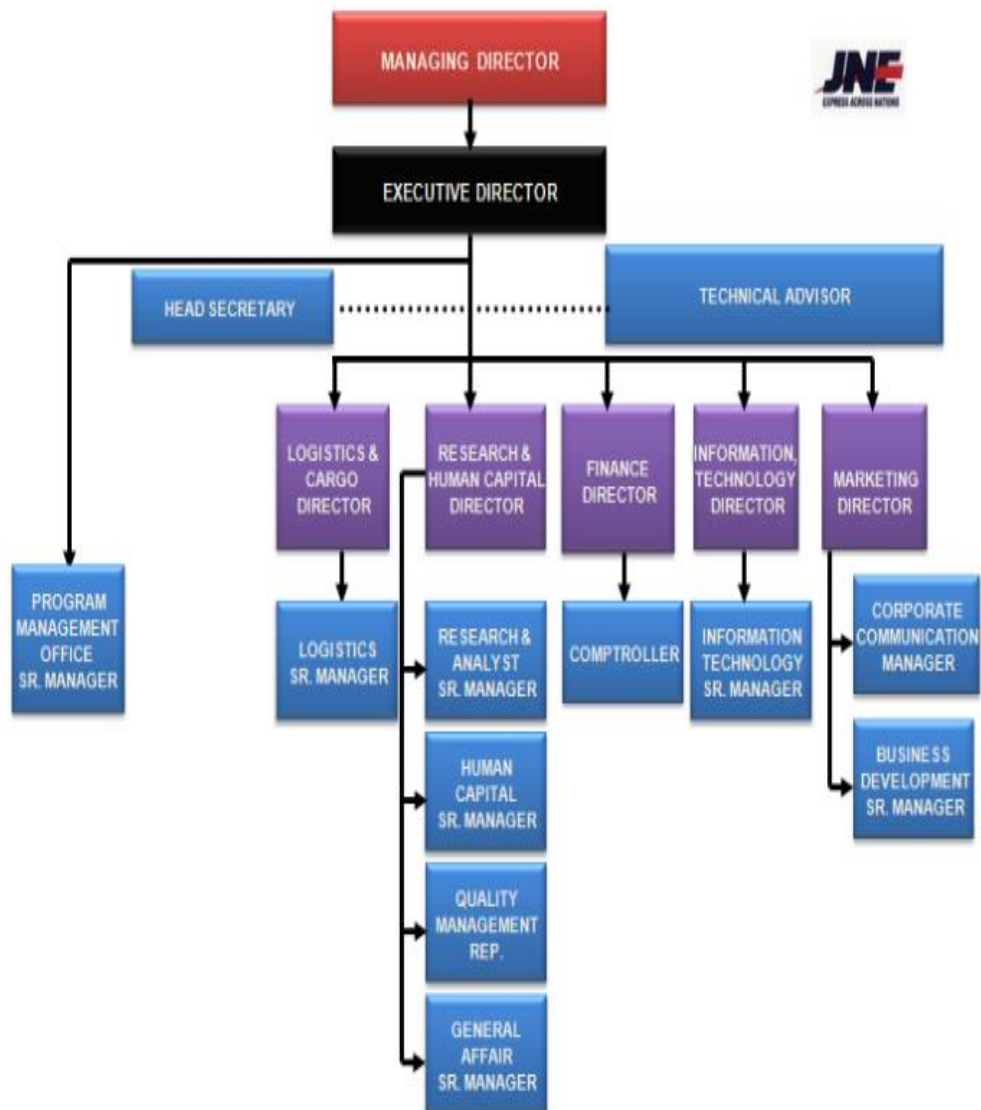 MANAGING DIRECTOR
JNE
EXPRESS ACROSS NATIONS
EXECUTIVE DIRECTOR
HEAD SECRETARY
TECHNICAL ADVISOR
LOGISTICS &
CARGO
DIRECTOR
RESEARCH &
HUMAN CAPITAL
DIRECTOR
FINANCE
DIRECTOR
INFORMATION,
TECHNOLOGY
DIRECTOR
MARKETING
DIRECTOR
PROGRAM
MANAGEMENT
OFFICE
SR. MANAGER
LOGISTICS
SR. MANAGER
RESEARCH &
ANALYST
SR. MANAGER
COMPTROLLER
INFORMATION
TECHNOLOGY
SR. MANAGER
CORPORATE
COMMUNICATION
MANAGER
HUMAN
CAPITAL
SR. MANAGER
BUSINESS
DEVELOPMENT
SR. MANAGER
QUALITY
MANAGEMENT
REP.
GENERAL
AFFAIR
SR. MANAGER